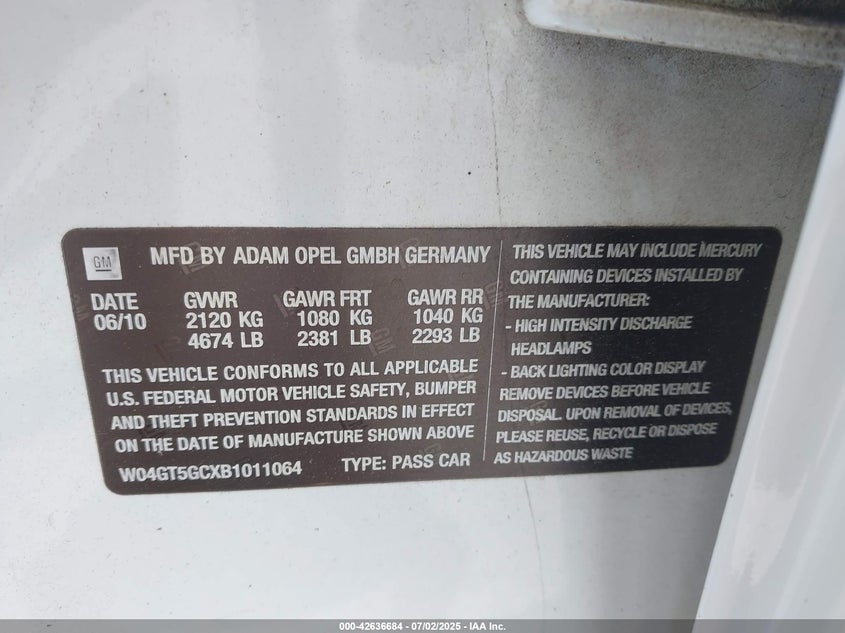 GM
MFD BY ADAM OPEL GMBH GERMANY
DATE GVWR GAWR FRT GAWR RR
06/10 2120 KG 1080 KG 1040 KG
4674 LB 2381 LB 2293 LB
THIS VEHICLE CONFORMS TO ALL APPLICABLE
U.S. FEDERAL MOTOR VEHICLE SAFETY, BUMPER
AND THEFT PREVENTION STANDARDS IN EFFECT
ON THE DATE OF MANUFACTURE SHOWN ABOVE
W04GT5GCXB1011064 TYPE: PASS CAR
THIS VEHICLE MAY INCLUDE MERCURY
CONTAINING DEVICES INSTALLED BY
THE MANUFACTURER:
- HIGH INTENSITY DISCHARGE
HEADLAMPS
- BACK LIGHTING COLOR DISPLAY
REMOVE DEVICES BEFORE VEHICLE
DISPOSAL. UPON REMOVAL OF DEVICES,
PLEASE REUSE, RECYCLE OR DISPOSE
AS HAZARDOUS WASTE
000-42636684 - 07/02/2025 - IAA Inc.